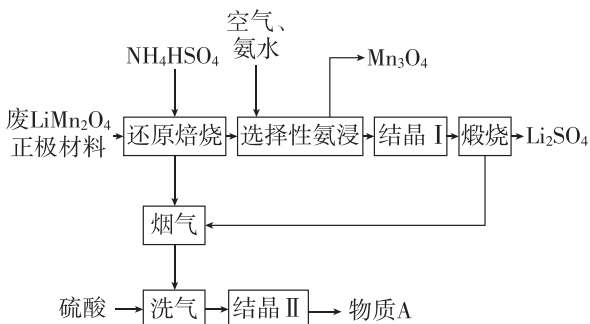 空气、
氨水
NH4HSO4
Mn3O4
废LiMn2O4
正极材料
还原焙烧
选择性氨浸
结晶Ⅰ
煅烧
Li2SO4
烟气
硫酸
洗气
结晶Ⅱ
物质A